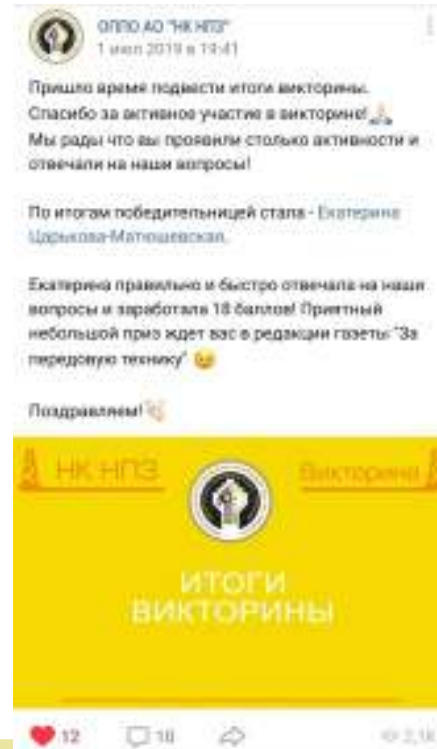 ОППО АО "НК НПЗ"
1 июл 2019 в 19:41
Пришло время подвести итоги викторины.
Спасибо за активное участие в викторине!
Мы рады что вы проявили столько активности и
отвечали на наши вопросы!
По итогам победительницей стала - Екатерина
Царькова-Матюшевская.
Екатерина правильно и быстро отвечала на наши
вопросы и заработала 18 баллов! Приятный
небольшой приз ждет вас в редакции газеты "За
передовую технику"
Поздравляем!
НК НПЗ
Викторина
ИТОГИ
ВИКТОРИНЫ
12